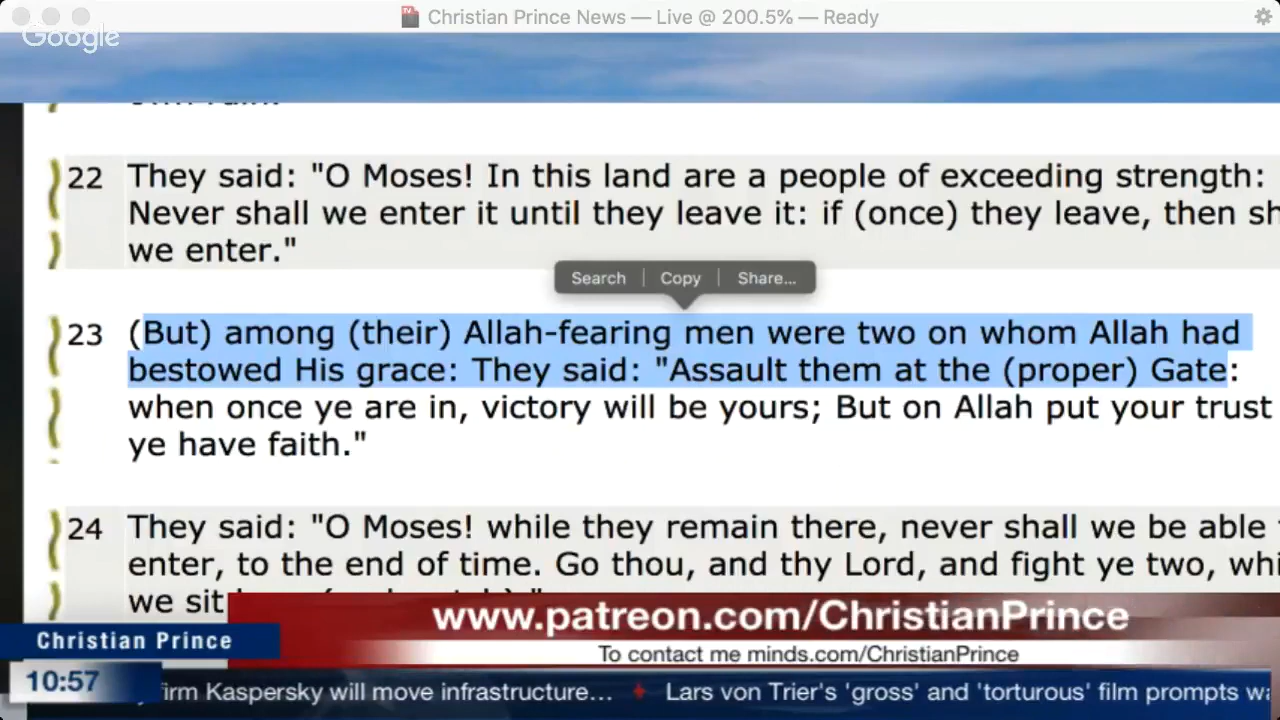 Christian Prince News — Live @ 200.5% — Ready
Google
22 They said: "O Moses! In this land are a people of exceeding strength:
Never shall we enter it until they leave it: if (once) they leave, then sh
we enter."
Search Copy Share...
23 (But) among (their) Allah-fearing men were two on whom Allah had
bestowed His grace: They said: "Assault them at the (proper) Gate:
when once ye are in, victory will be yours; But on Allah put your trust
ye have faith."
24 They said: "O Moses! while they remain there, never shall we be able
enter, to the end of time. Go thou, and thy Lord, and fight ye two, whi
we sit
www.patreon.com/ChristianPrince
Christian Prince
To contact me minds.com/ChristianPrince
10:57
irm Kaspersky will move infrastructure... Lars von Trier's 'gross' and 'torturous' film prompts wa